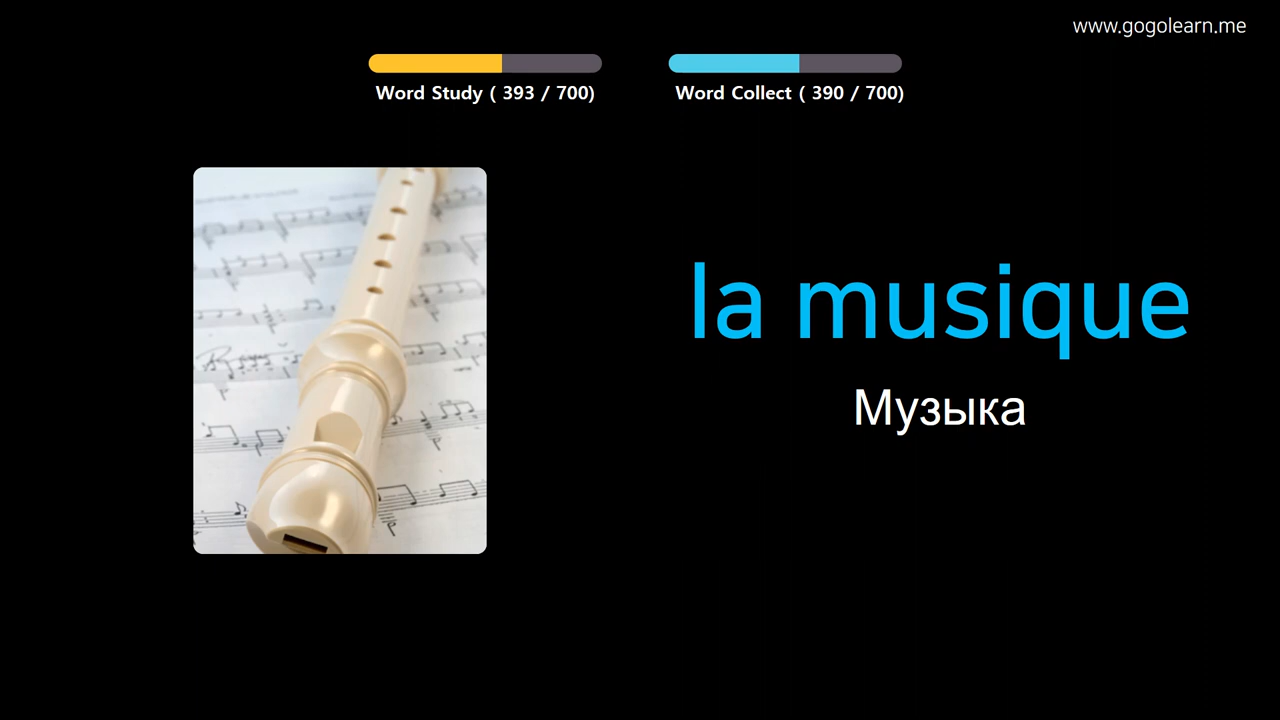 www.gogolearn.me
Word Study ( 393 / 700)
Word Collect ( 390 / 700)
la musique
Музыка